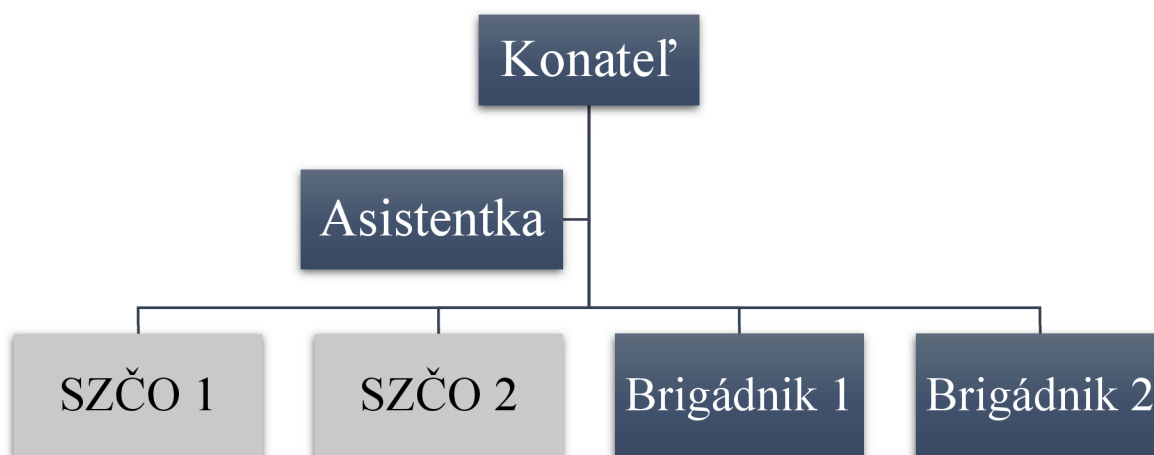 Konateľ
Asistentka
SZČO 1
SZČO 2
Brigádnik 1
Brigádnik 2